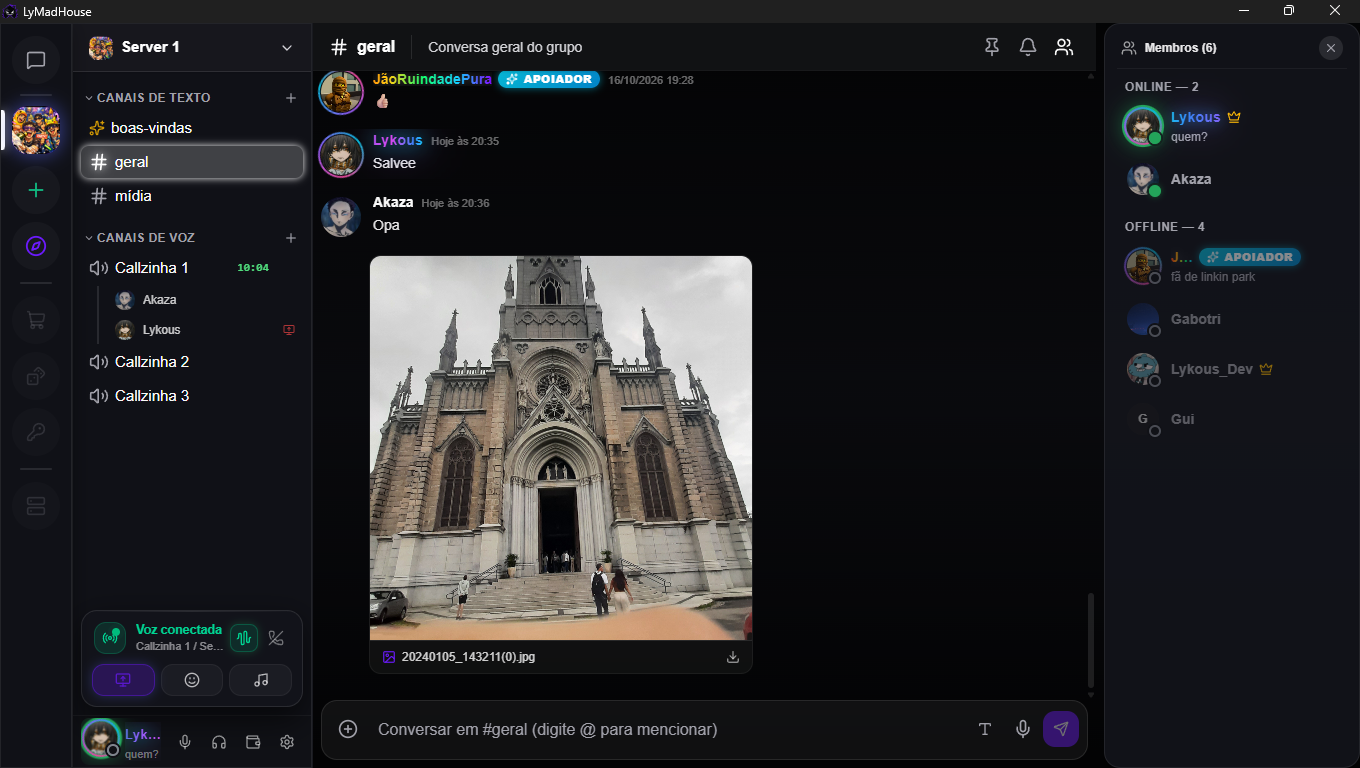 LyMadHouse
Server 1
CANAIS DE TEXTO
boas-vindas
# geral
# mídia
CANAIS DE VOZ
Callzinha 1 10:04
Akaza
Lykous
Callzinha 2
Callzinha 3
Voz conectada
Callzinha 1 / Se...
Lyk...
quem?
# geral Conversa geral do grupo
JãoRuindadePura APOIADOR 16/10/2026 19:28
Lykous Hoje às 20:35
Salvee
Akaza Hoje às 20:36
Opa
20240105_143211(0).jpg
Conversar em #geral (digite @ para mencionar)
Membros (6)
ONLINE — 2
Lykous
quem?
Akaza
OFFLINE — 4
J... APOIADOR
fã de linkin park
Gabotri
Lykous_Dev
G Gui